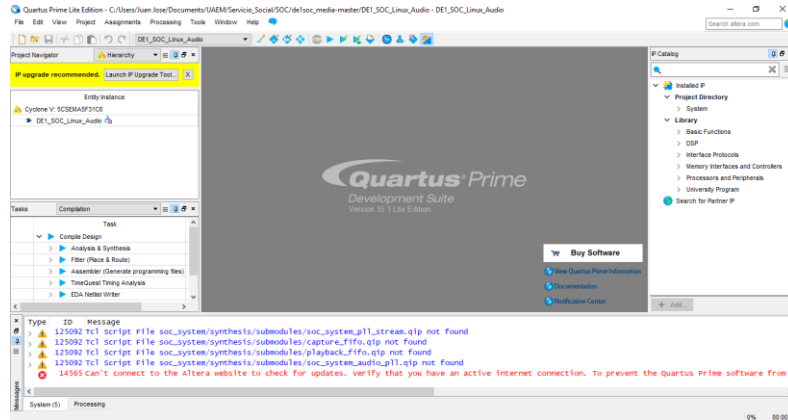 Quartus Prime Lite Edition - C:/Users/Juan Jose/Documents/UAEM/Servicio_Social/SOC/de1soc_media-master/DE1_SOC_Linux_Audio - DE1_SOC_Linux_Audio
File Edit View Project Assignments Processing Tools Window Help
Search altera.com
DE1_SOC_Linux_Audio
Project Navigator Hierarchy
IP upgrade recommended. Launch IP Upgrade Tool... X
Entity:Instance
Cyclone V: 5CSEMA5F31C6
DE1_SOC_Linux_Audio
Tasks Compilation
Task
Compile Design
Analysis & Synthesis
Fitter (Place & Route)
Assembler (Generate programming files)
TimeQuest Timing Analysis
EDA Netlist Writer
Quartus Prime
Development Suite
Version 15.1 Lite Edition
Buy Software
View Quartus Prime Information
Documentation
Notification Center
IP Catalog
Installed IP
Project Directory
System
Library
Basic Functions
DSP
Interface Protocols
Memory Interfaces and Controllers
Processors and Peripherals
University Program
Search for Partner IP
+ Add...
Type ID Message
125092 Tcl Script File soc_system/synthesis/submodules/soc_system_pll_stream.qip not found
125092 Tcl Script File soc_system/synthesis/submodules/capture_fifo.qip not found
125092 Tcl Script File soc_system/synthesis/submodules/playback_fifo.qip not found
125092 Tcl Script File soc_system/synthesis/submodules/soc_system_audio_pll.qip not found
14565 Can't connect to the Altera website to check for updates. Verify that you have an active internet connection. To prevent the Quartus Prime software from
Messages
System (5) Processing
0% 00:00